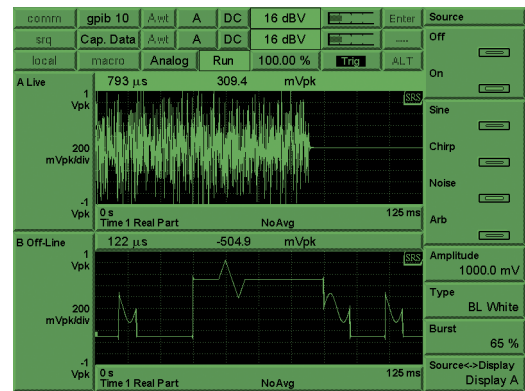 comm gpib 10 A.wt A DC 16 dBV Enter Source
srq Cap. Data A.wt A DC 16 dBV ---- Off
local macro Analog Run 100.00 % Trig ALT
On
A Live 793 µs 309.4 mVpk
1 Vpk
SRS
200 mVpk/div
-1 Vpk
0 s 125 ms
Time 1 Real Part NoAvg
Sine
Chirp
Noise
Arb
B Off-Line 122 µs -504.9 mVpk
1 Vpk
SRS
200 mVpk/div
-1 Vpk
0 s 125 ms
Time 1 Real Part NoAvg
Amplitude
1000.0 mV
Type
BL White
Burst
65 %
Source<->Display
Display A